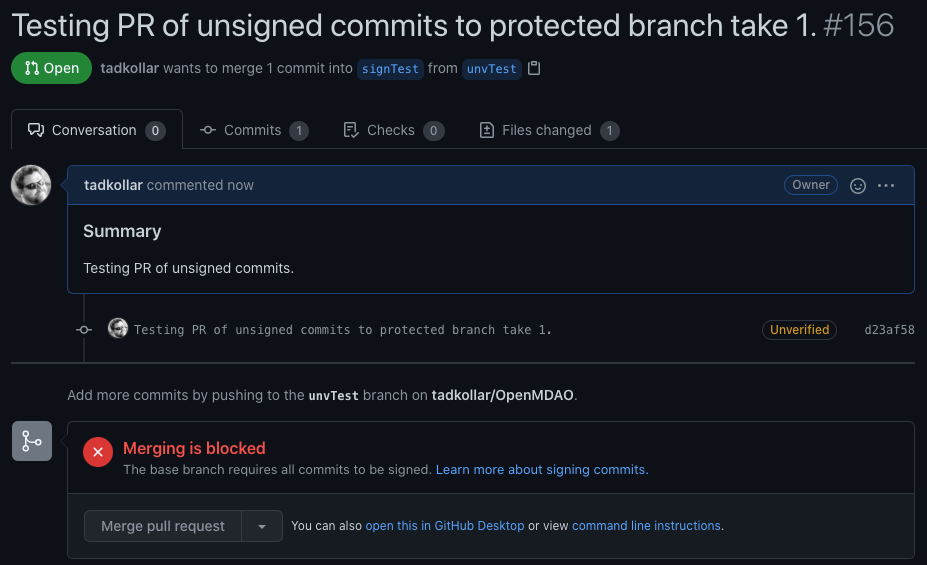 Testing PR of unsigned commits to protected branch take 1. #156
Open tadkollar wants to merge 1 commit into signTest from unvTest
Conversation 0 Commits 1 Checks 0 Files changed 1
tadkollar commented now Owner
Summary
Testing PR of unsigned commits.
Testing PR of unsigned commits to protected branch take 1. Unverified d23af58
Add more commits by pushing to the unvTest branch on tadkollar/OpenMDAO.
Merging is blocked
The base branch requires all commits to be signed. Learn more about signing commits.
Merge pull request You can also open this in GitHub Desktop or view command line instructions.